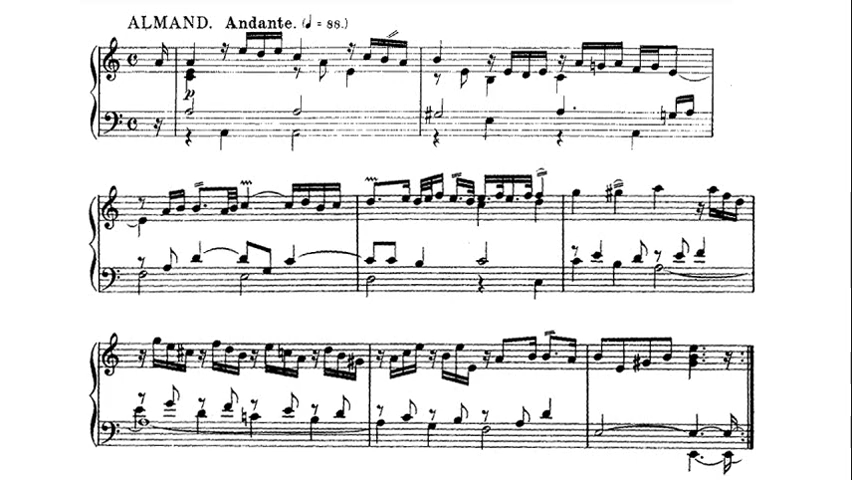 ALMAND. Andante. (♩ = 88.)
p